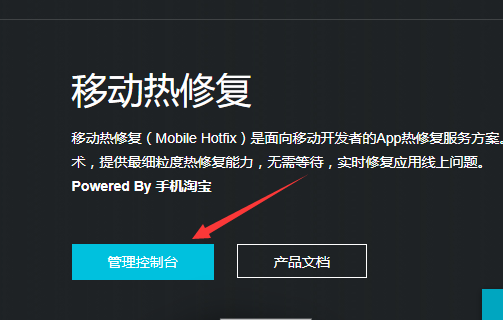 移动热修复
移动热修复（Mobile Hotfix）是面向移动开发者的App热修复服务方案。
术，提供最细粒度热修复能力，无需等待，实时修复应用线上问题。
Powered By 手机淘宝
管理控制台 产品文档